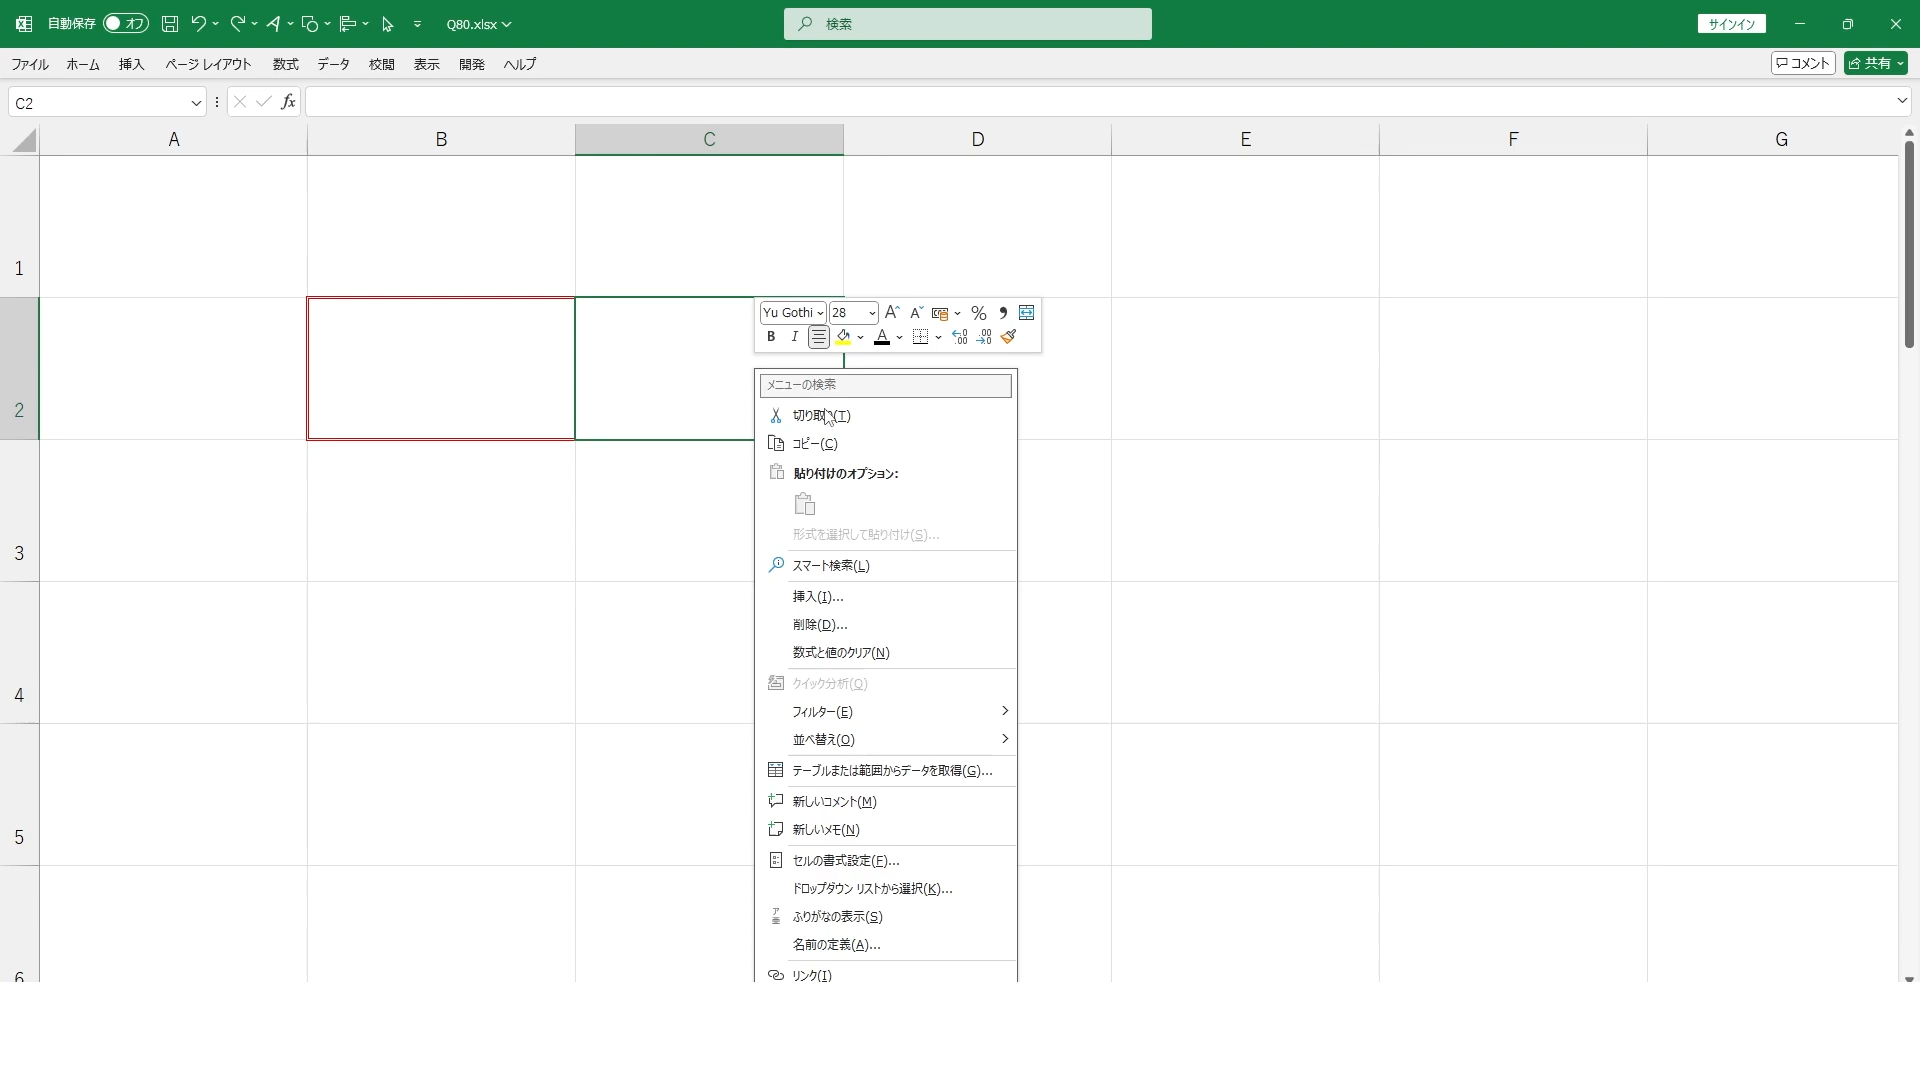 自動保存 オフ Q80.xlsx 検索 サインイン
ファイル ホーム 挿入 ページ レイアウト 数式 データ 校閲 表示 開発 ヘルプ コメント 共有
C2 fx
A B C D E F G
1
Yu Gothi 28 A A % ,
B I A .00 .00
2
メニューの検索
切り取り(T)
コピー(C)
貼り付けのオプション:
形式を選択して貼り付け(S)...
3
スマート検索(L)
挿入(I)...
削除(D)...
数式と値のクリア(N)
4
クイック分析(Q)
フィルター(E)
並べ替え(O)
テーブルまたは範囲からデータを取得(G)...
新しいコメント(M)
新しいメモ(N)
5
セルの書式設定(F)...
ドロップダウン リストから選択(K)...
ふりがなの表示(S)
名前の定義(A)...
6
リンク(I)